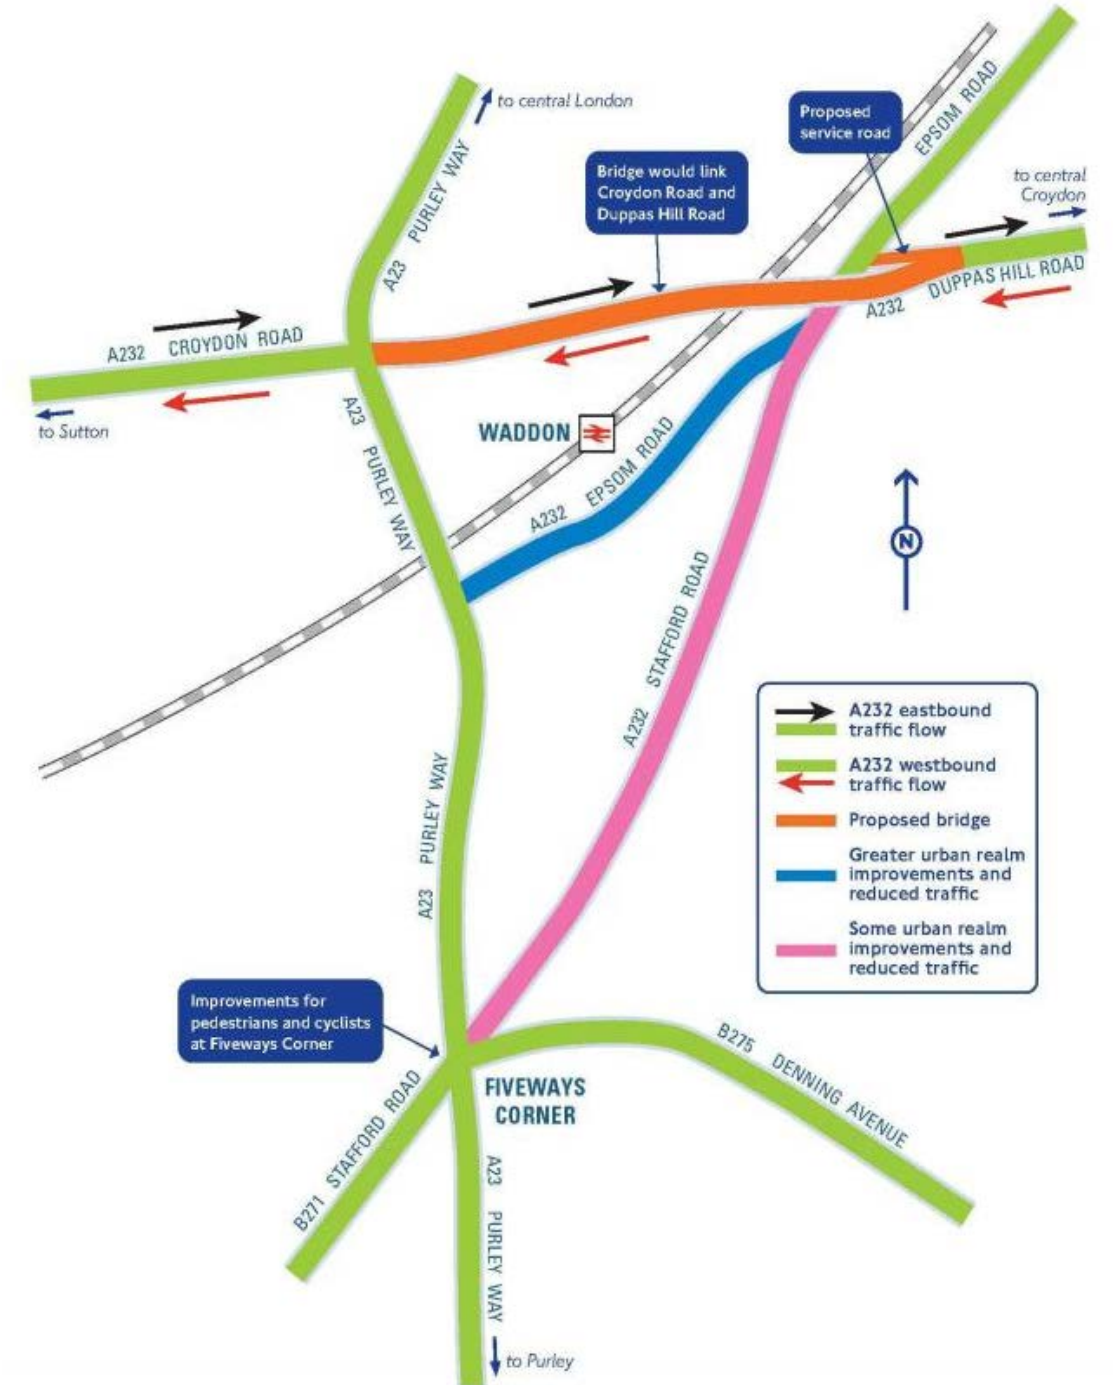 to central London
Proposed
service road
EPSOM ROAD
A23 PURLEY WAY
Bridge would link
Croydon Road and
Duppas Hill Road
to central
Croydon
A232 DUPPAS HILL ROAD
A232 CROYDON ROAD
to Sutton
A23 PURLEY WAY
WADDON
A232 EPSOM ROAD
N
A232 STAFFORD ROAD
A232 eastbound
traffic flow
A232 westbound
traffic flow
Proposed bridge
Greater urban realm
improvements and
reduced traffic
Some urban realm
improvements and
reduced traffic
A23 PURLEY WAY
Improvements for
pedestrians and cyclists
at Fiveways Corner
B275 DENNING AVENUE
FIVEWAYS
CORNER
B271 STAFFORD ROAD
A23 PURLEY WAY
to Purley